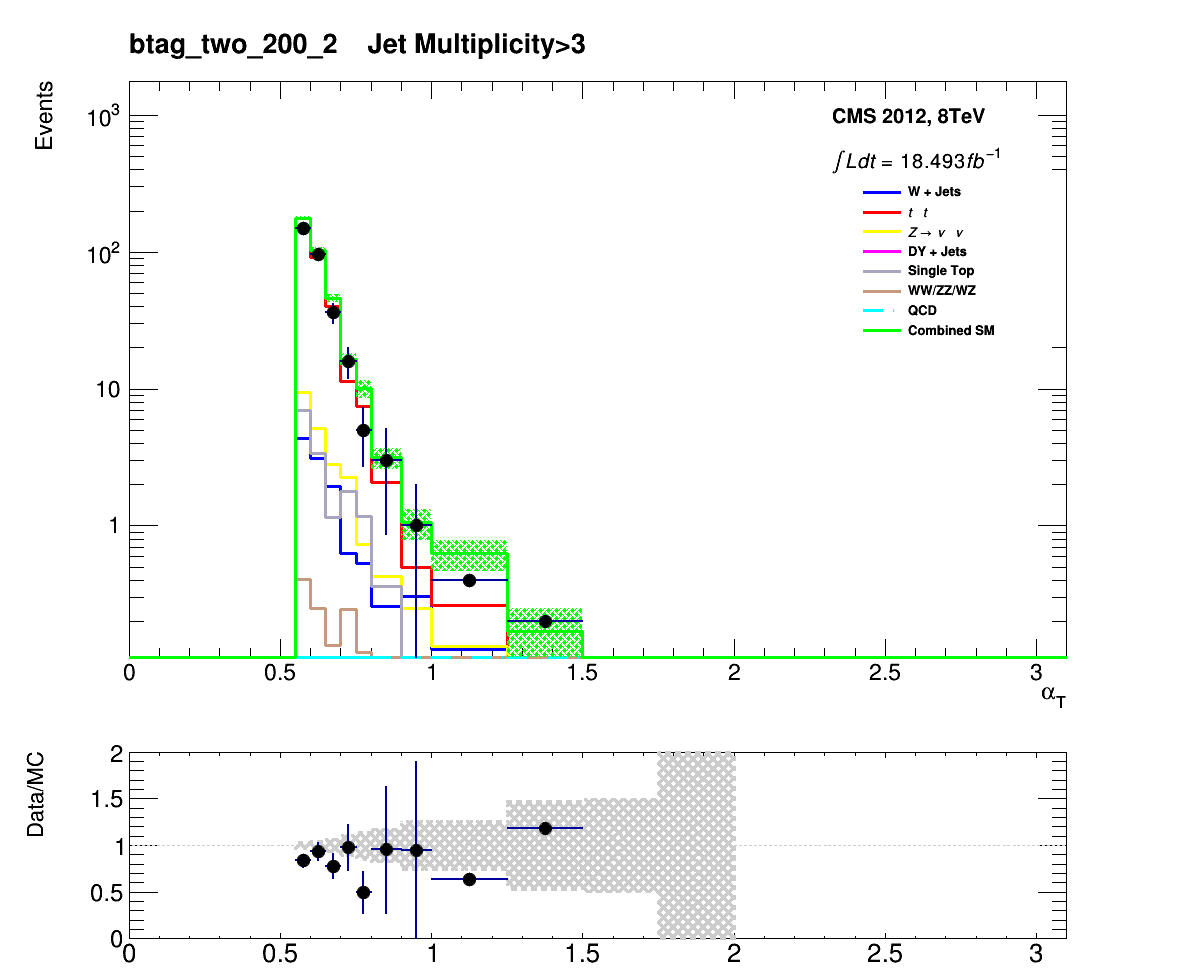 btag_two_200_2 Jet Multiplicity>3
Events
10³
10²
10
1
CMS 2012, 8TeV
∫Ldt = 18.493fb⁻¹
W + Jets
t t
Z→ ν ν
DY + Jets
Single Top
WW/ZZ/WZ
QCD
Combined SM
0 0.5 1 1.5 2 2.5 3
α_T
Data/MC
2
1.5
1
0.5
0
0 0.5 1 1.5 2 2.5 3